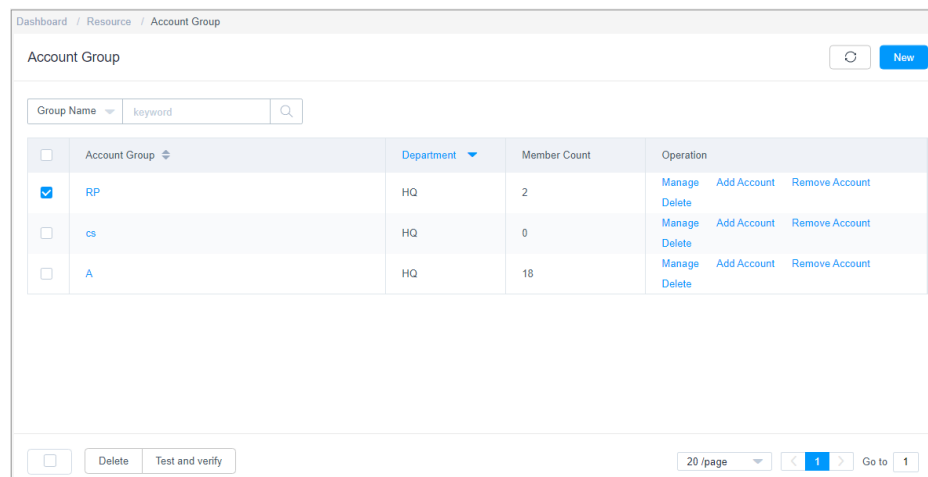 Dashboard / Resource / Account Group
Account Group
New
Group Name keyword
Account Group Department Member Count Operation
RP HQ 2 Manage Add Account Remove Account
Delete
cs HQ 0 Manage Add Account Remove Account
Delete
A HQ 18 Manage Add Account Remove Account
Delete
Delete Test and verify 20 /page 1 Go to 1